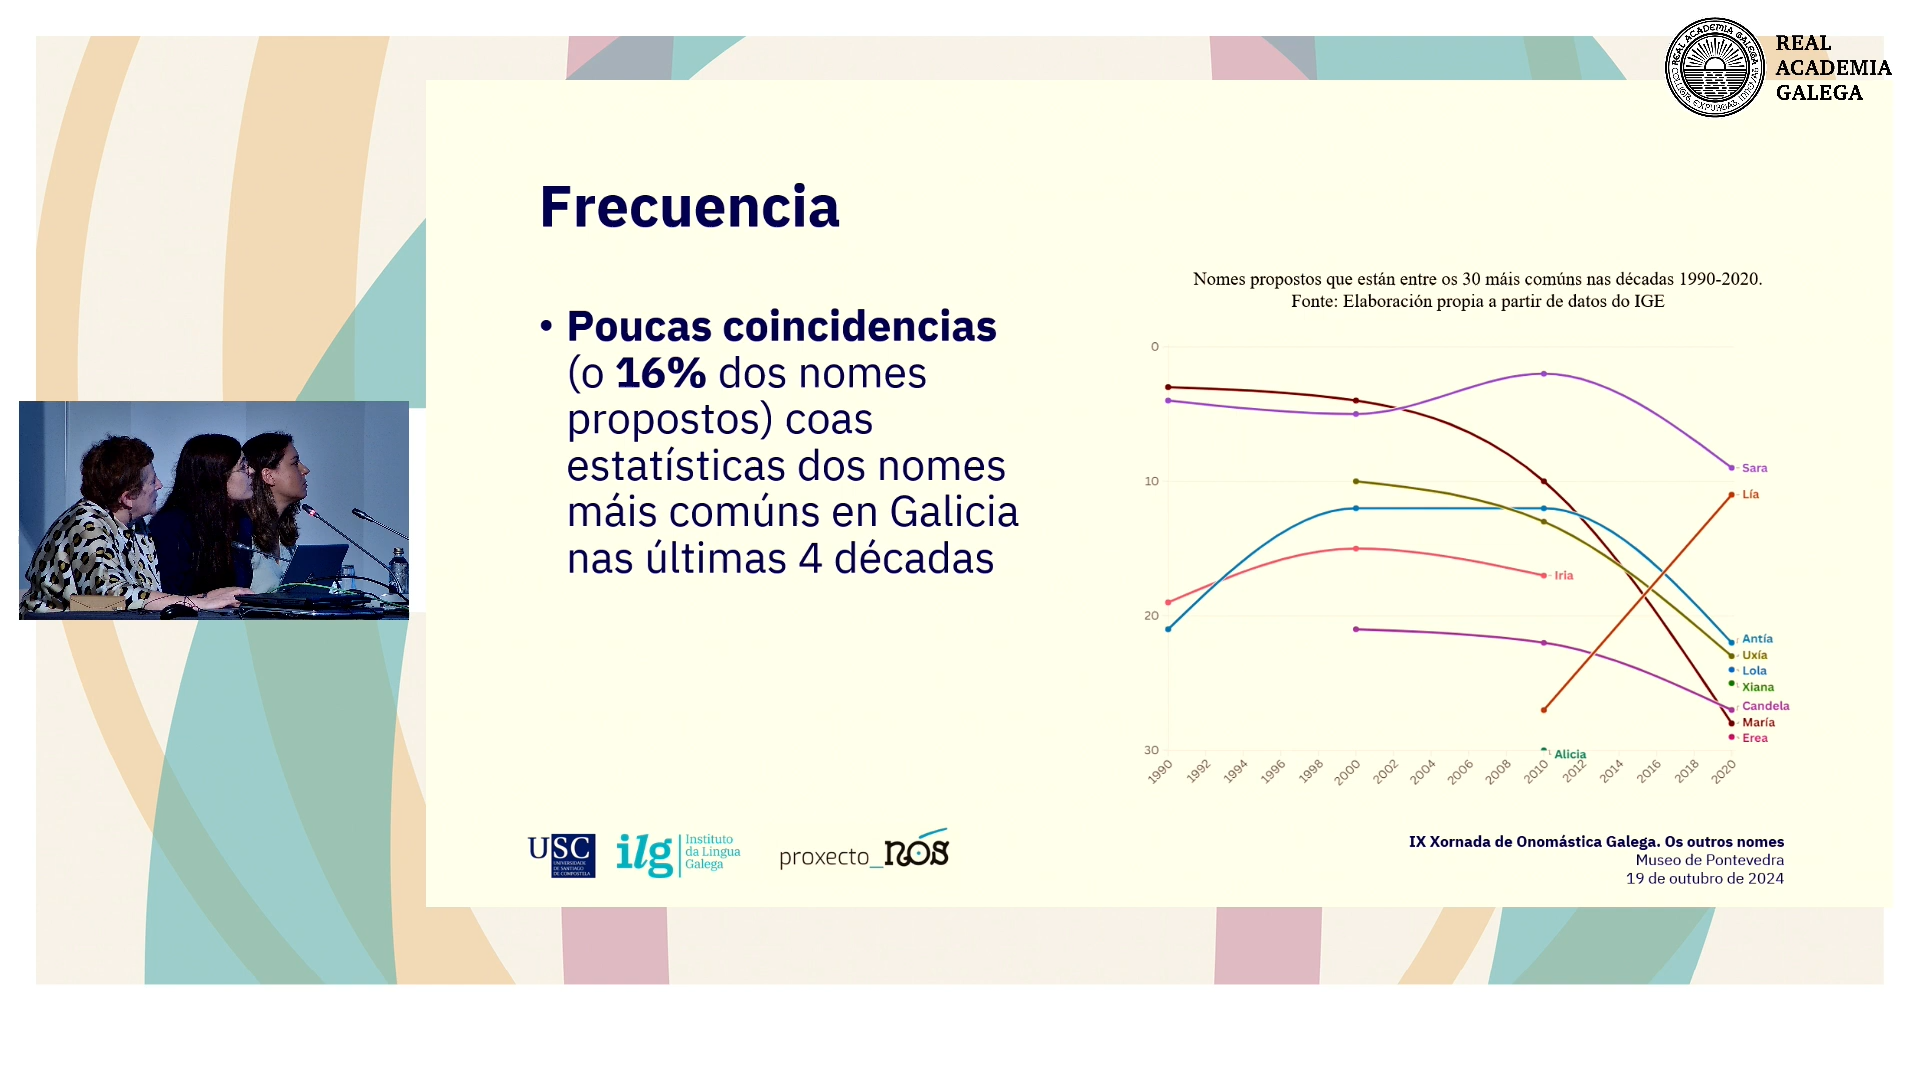 REAL
ACADEMIA
GALEGA
REAL ACADEMIA GALEGA
Frecuencia
• Poucas coincidencias
(o 16% dos nomes
propostos) coas
estatísticas dos nomes
máis comúns en Galicia
nas últimas 4 décadas
Nomes propostos que están entre os 30 máis comúns nas décadas 1990-2020.
Fonte: Elaboración propia a partir de datos do IGE
0
10
20
30
Sara
Lía
Iria
Antía
Uxía
Lola
Xiana
Candela
María
Erea
Alicia
1990 1992 1994 1996 1998 2000 2002 2004 2006 2008 2010 2012 2014 2016 2018 2020
USC
UNIVERSIDADE
DE SANTIAGO
DE COMPOSTELA
ilg
Instituto
da Lingua
Galega
proxecto_nós
IX Xornada de Onomástica Galega. Os outros nomes
Museo de Pontevedra
19 de outubro de 2024